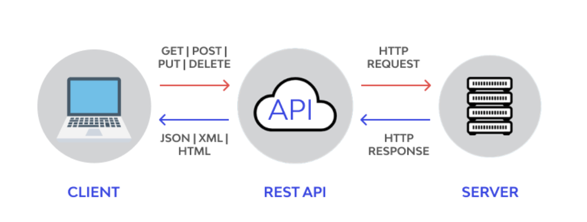 GET | POST |
PUT | DELETE
HTTP
REQUEST
API
JSON | XML |
HTML
HTTP
RESPONSE
CLIENT
REST API
SERVER